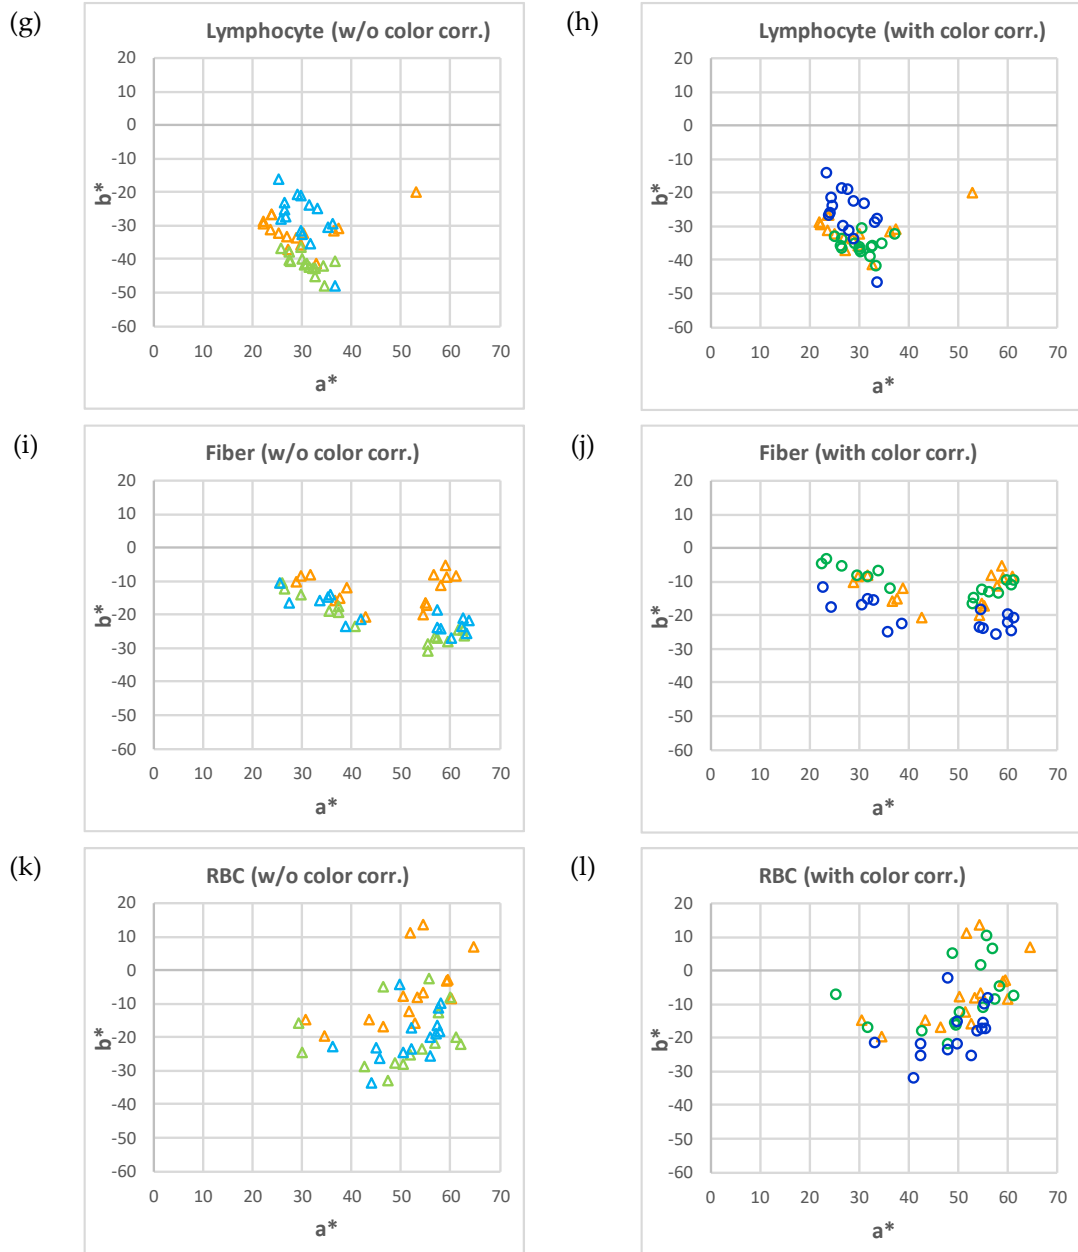 (g)
Lymphocyte (w/o color corr.)
20
10
0
-10
-20
-30
-40
-50
-60
b*
0 10 20 30 40 50 60 70
a*
(h)
Lymphocyte (with color corr.)
20
10
0
-10
-20
-30
-40
-50
-60
b*
0 10 20 30 40 50 60 70
a*
(i)
Fiber (w/o color corr.)
20
10
0
-10
-20
-30
-40
-50
-60
b*
0 10 20 30 40 50 60 70
a*
(j)
Fiber (with color corr.)
20
10
0
-10
-20
-30
-40
-50
-60
b*
0 10 20 30 40 50 60 70
a*
(k)
RBC (w/o color corr.)
20
10
0
-10
-20
-30
-40
-50
-60
b*
0 10 20 30 40 50 60 70
a*
(l)
RBC (with color corr.)
20
10
0
-10
-20
-30
-40
-50
-60
b*
0 10 20 30 40 50 60 70
a*